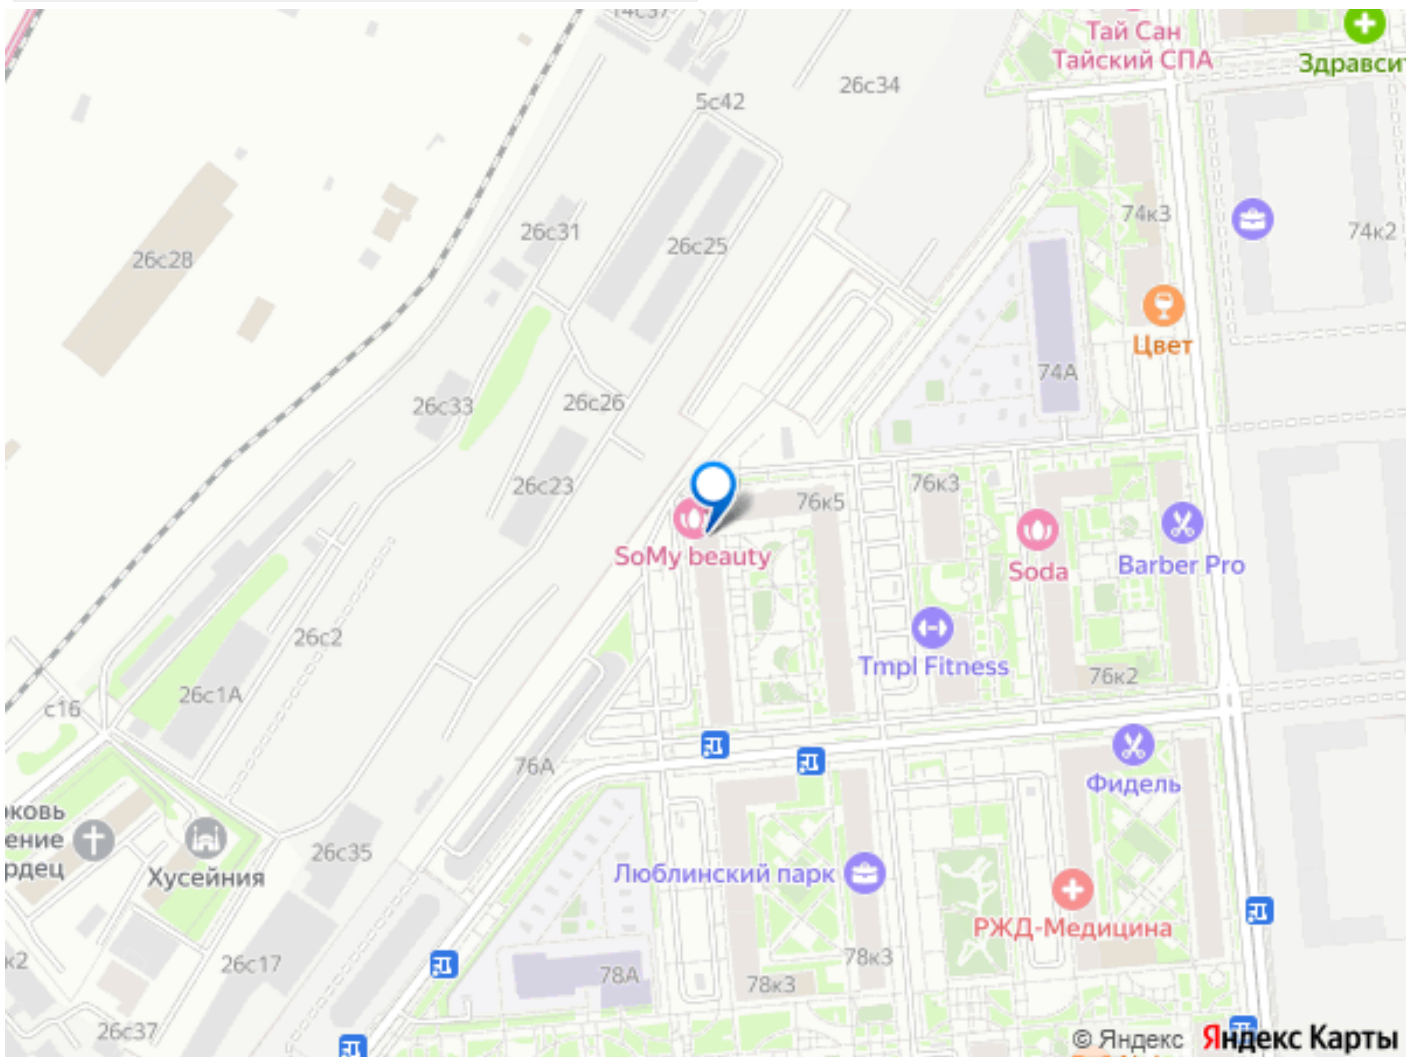 14с37
Тай Сан
Тайский СПА
Здравси
26с34
5с42
74к3
74к2
26с31
26с25
26с28
Цвет
74А
26с33
26с26
76к5
76к3
26с23
SoMy beauty
Soda
Barber Pro
26с2
Tmpl Fitness
76к2
26с1А
с16
76А
Фидель
ение
рдец
Хусейния
26с35
Люблинский парк
РЖД-Медицина
78к3
к2
26с17
78А
78к3
26с37
© Яндекс
Яндекс Карты